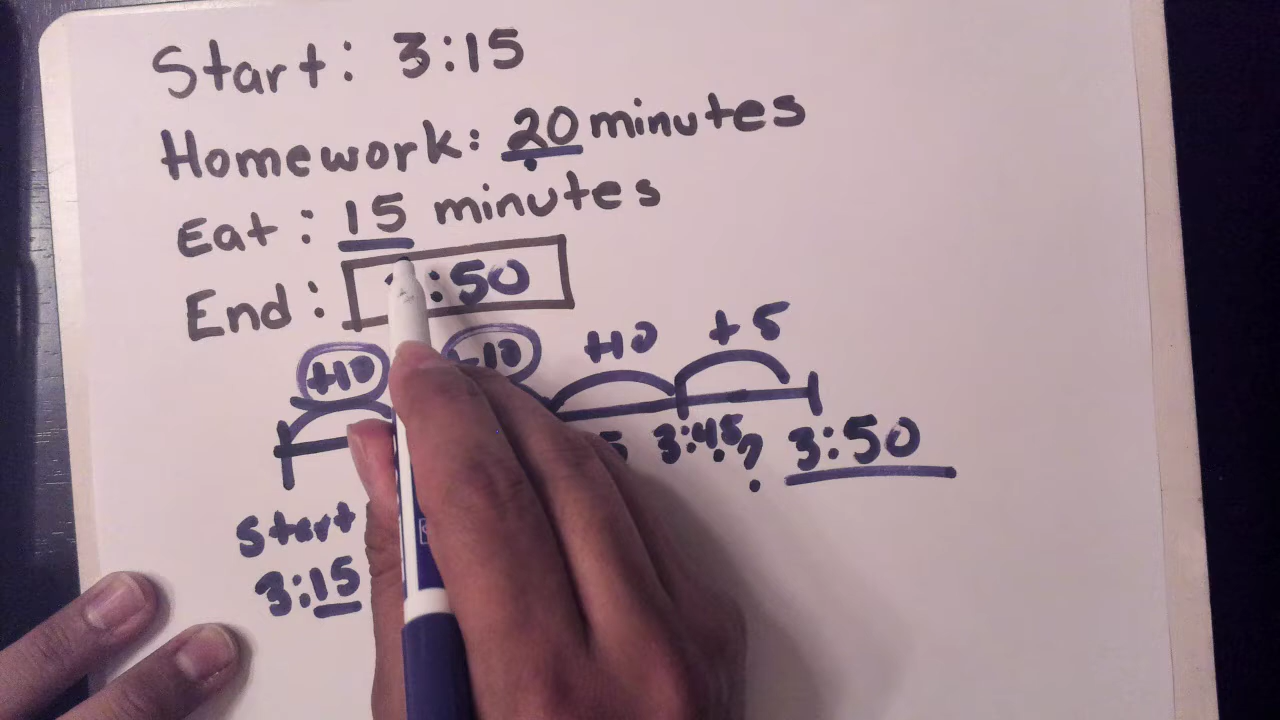 Start: 3:15
Homework: 20 minutes
Eat: 15 minutes
End: :50
+10 +10 +10 +5
3:45 ? 3:50
Start
3:15